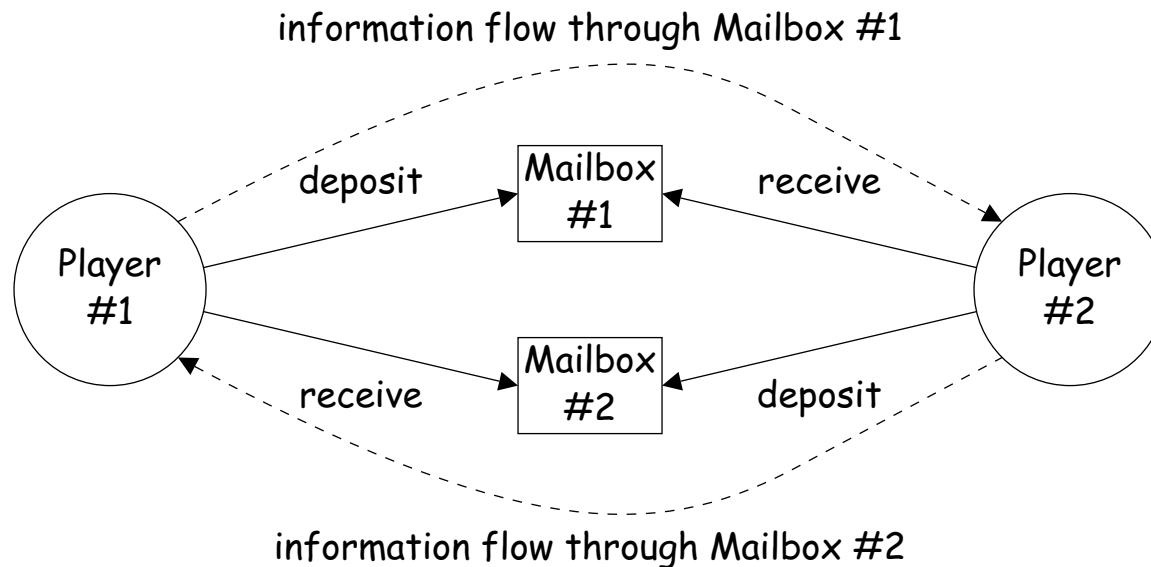 information flow through Mailbox #1
deposit
Mailbox
#1
receive
Player
#1
Player
#2
receive
Mailbox
#2
deposit
information flow through Mailbox #2